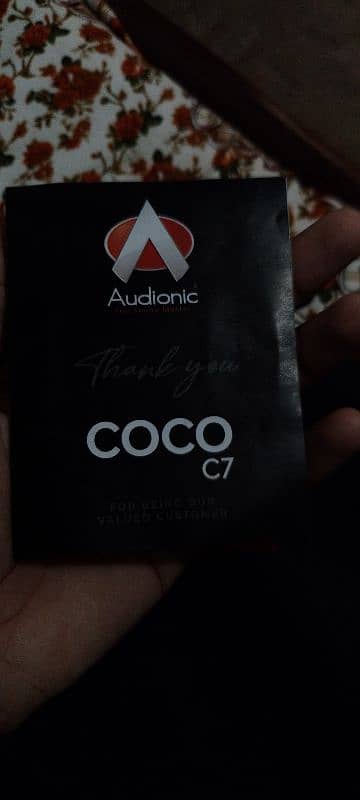 Audionic
Thank you
COCO
C7
FOR BEING OUR
VALUED CUSTOMER